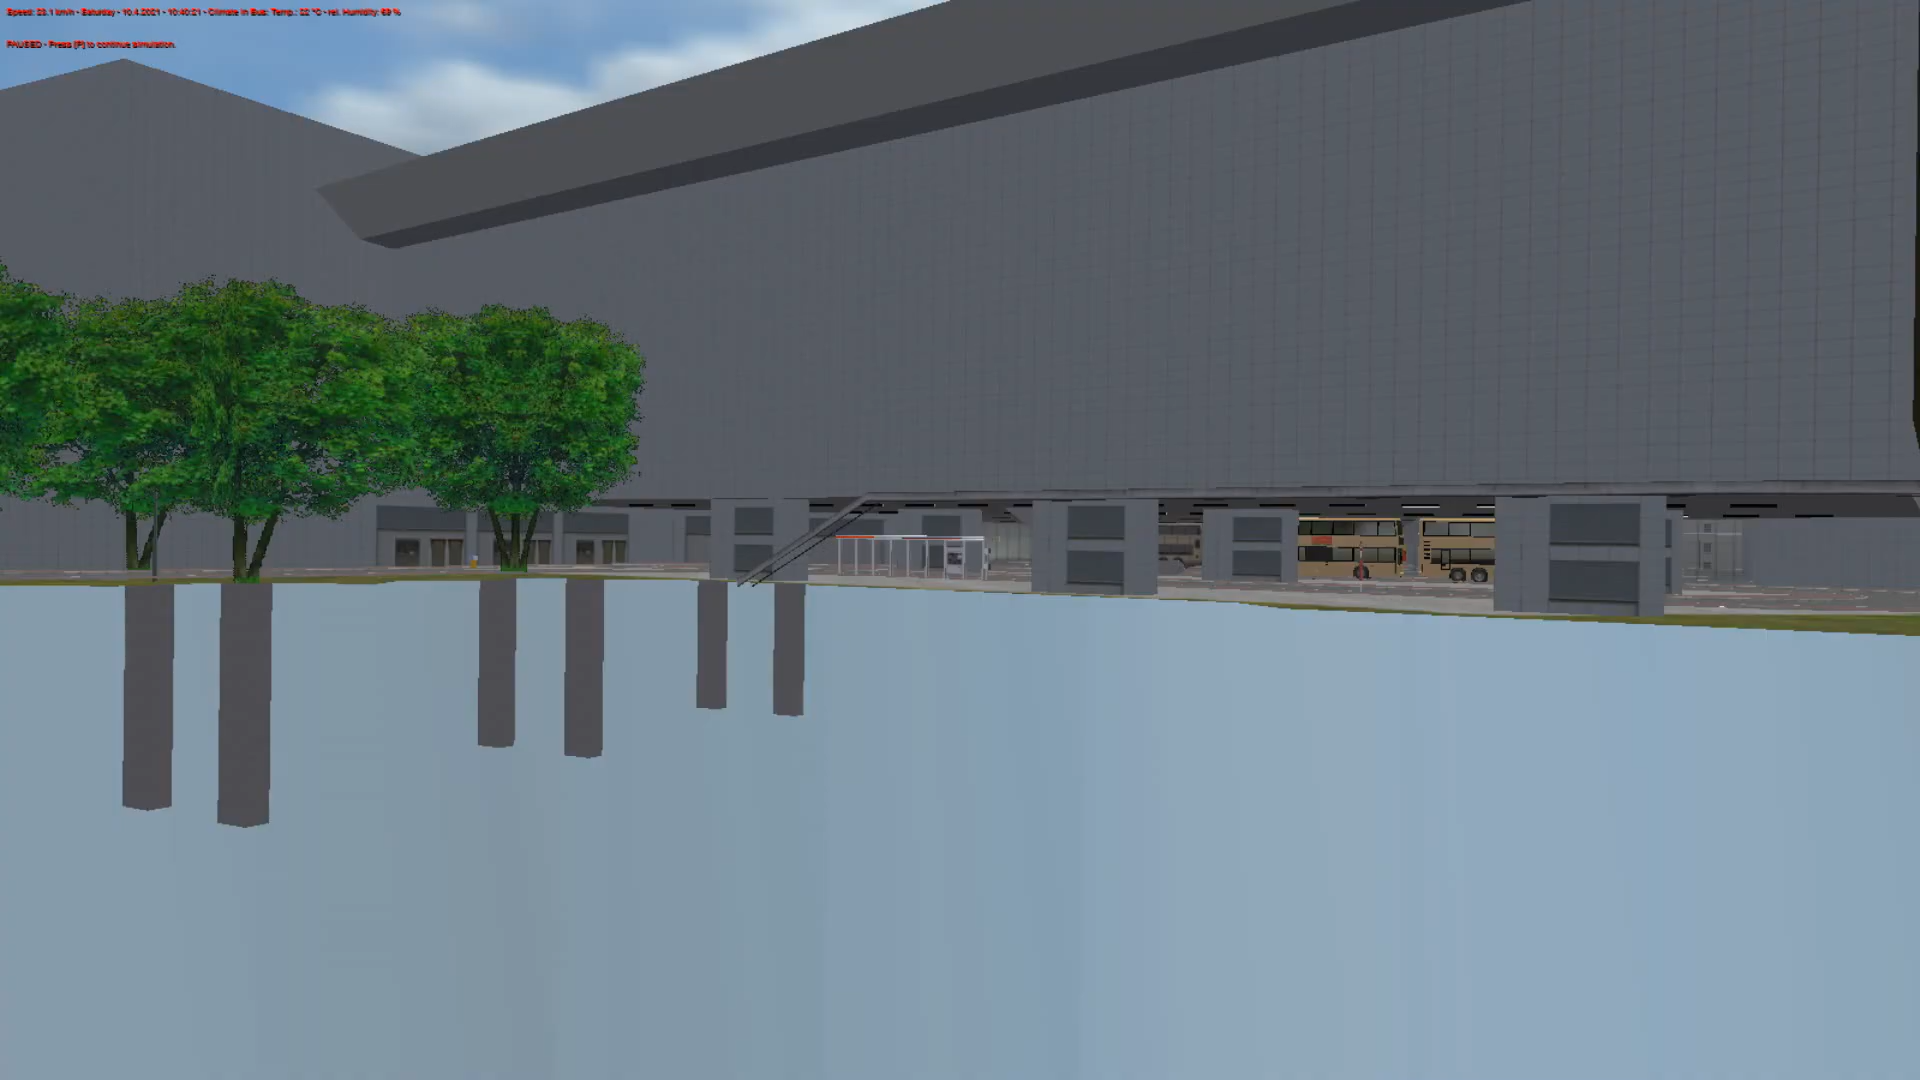 Speed: 23.1 km/h - Saturday - 10.4.2021 - 10:40:21 - Climate in Bus: Temp.: 22 °C - rel. Humidity: 69 %
PAUSED - Press [P] to continue simulation.